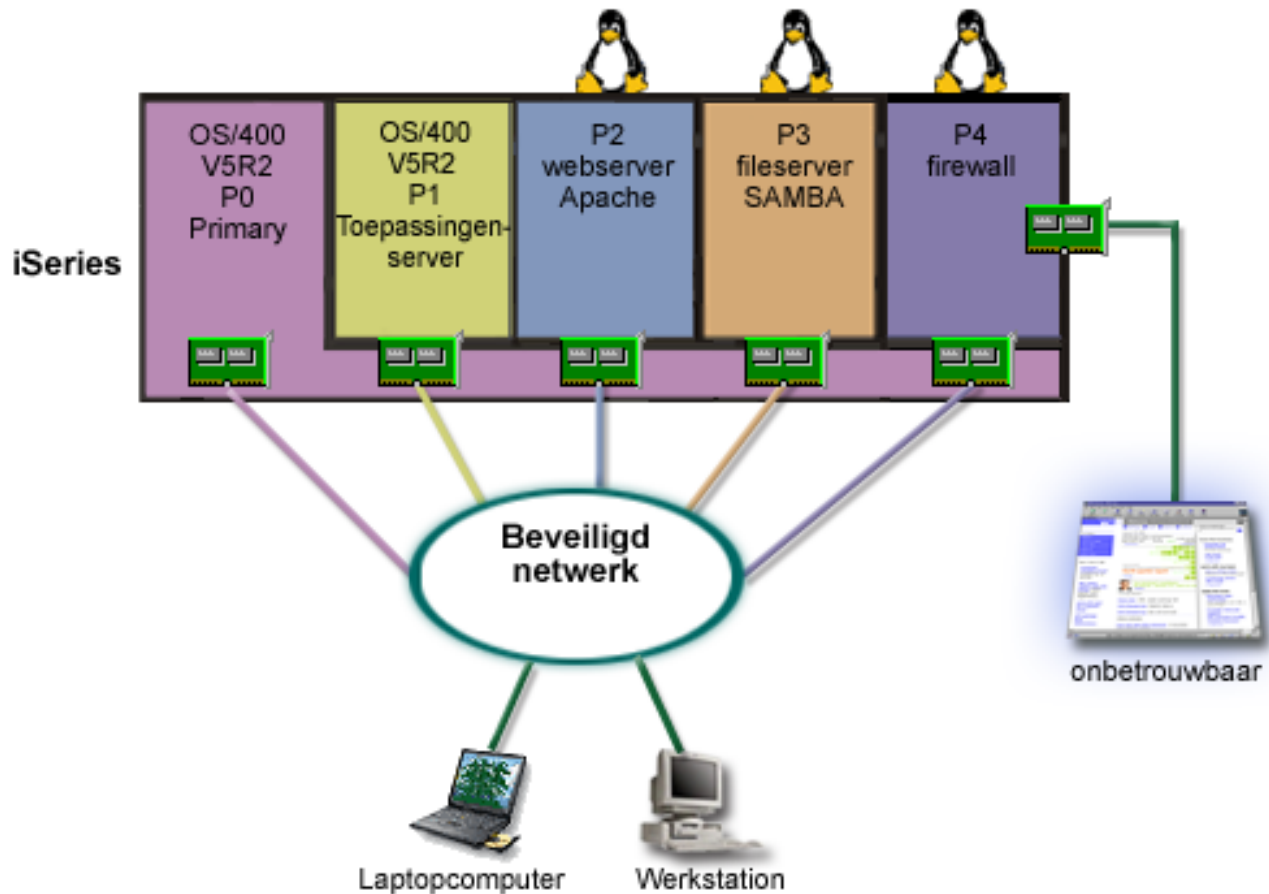 OS/400
V5R2
P0
Primary
OS/400
V5R2
P1
Toepassingen-
server
P2
webserver
Apache
P3
fileserver
SAMBA
P4
firewall
iSeries
Beveiligd
netwerk
onbetrouwbaar
Laptopcomputer
Werkstation